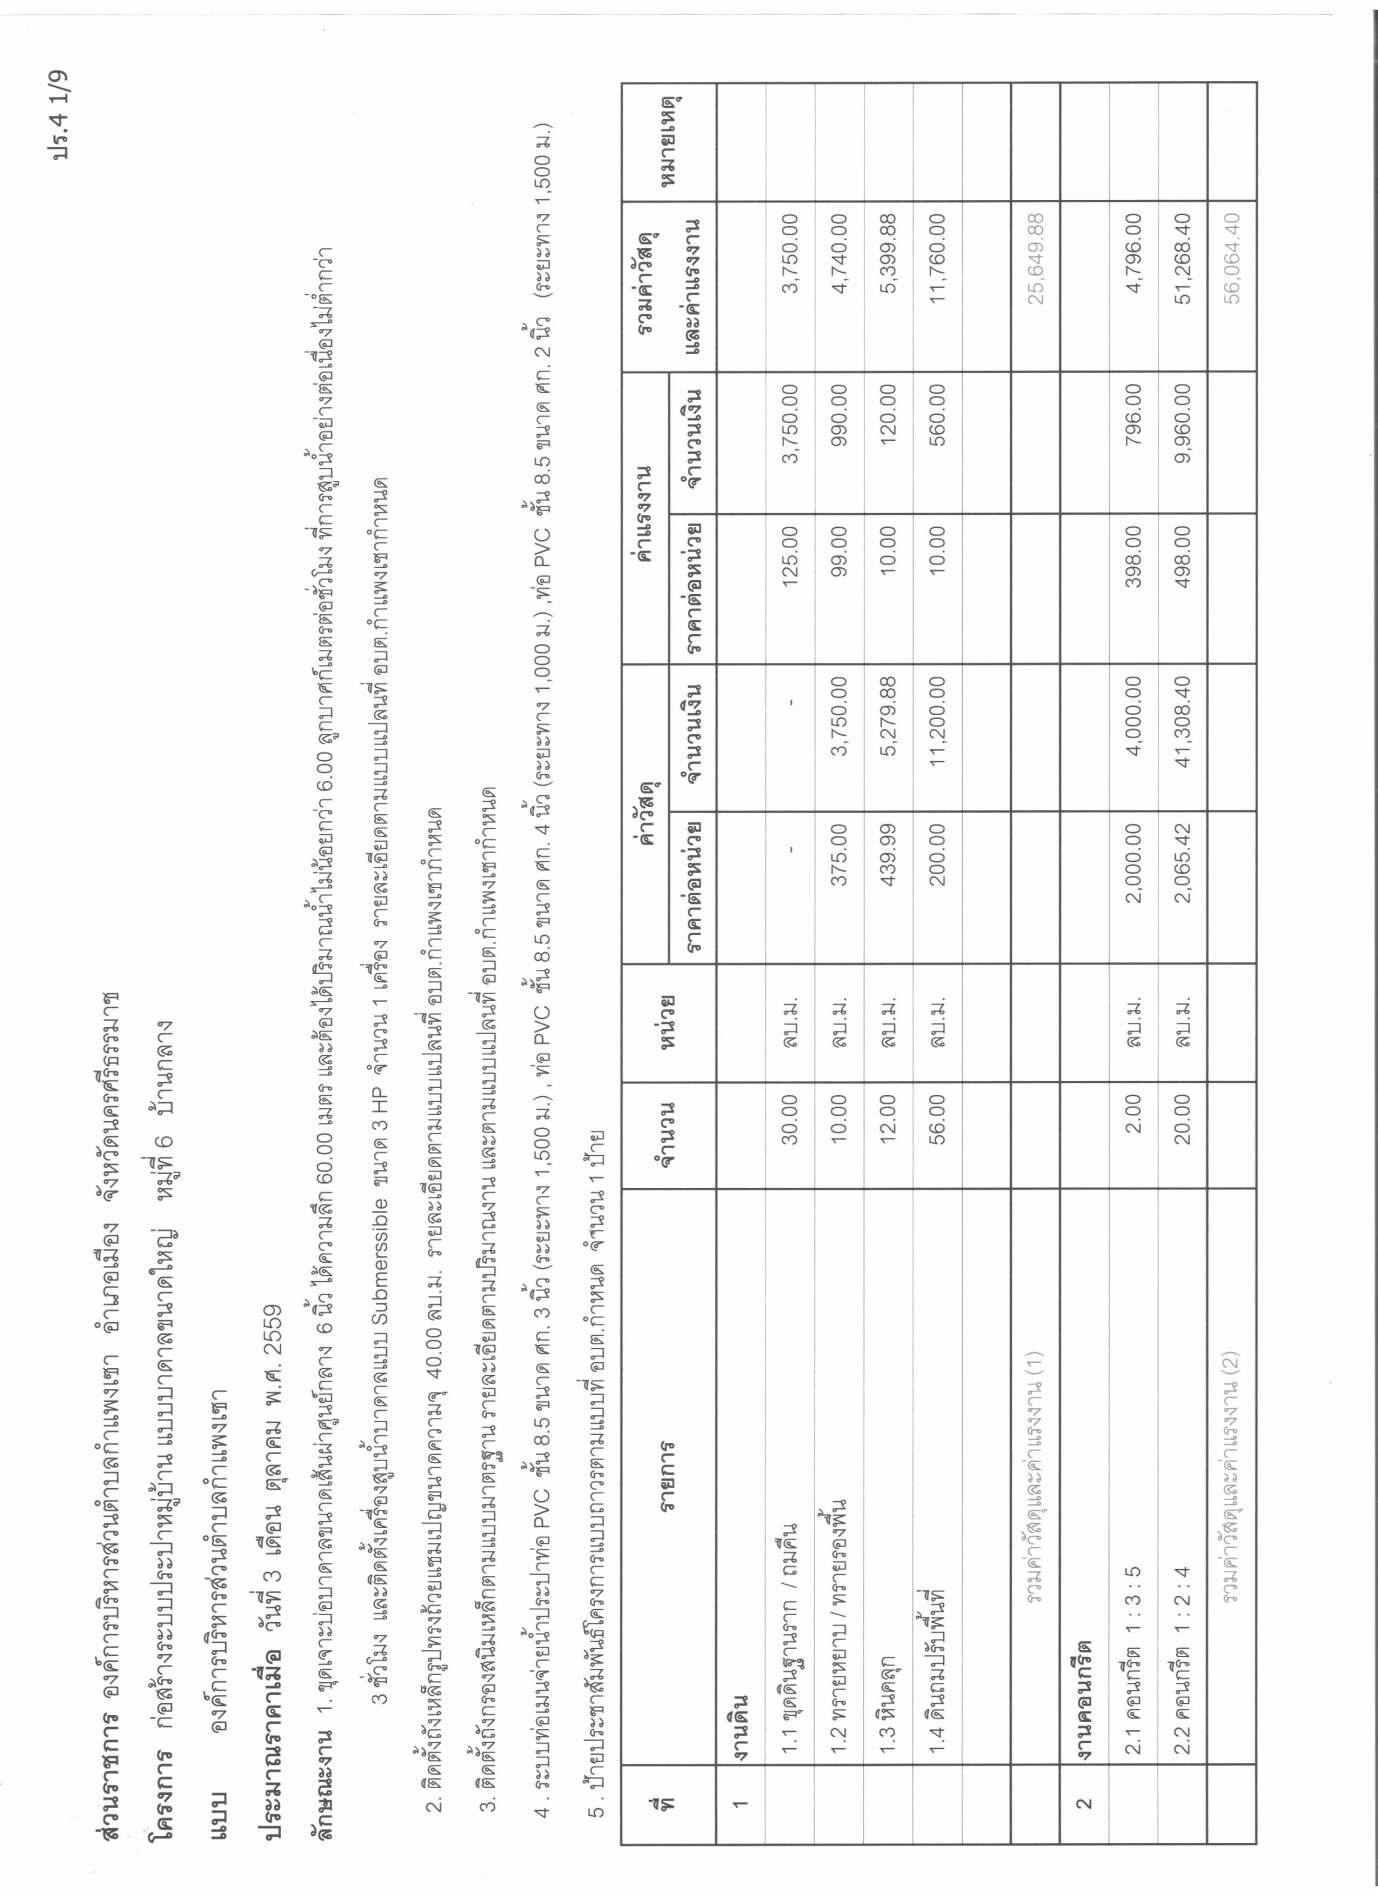 ปร.4 1/9
ส่วนราชการ องค์การบริหารส่วนตำบลกำแพงเซา อำเภอเมือง จังหวัดนครศรีธรรมาช
โครงการ ก่อสร้างระบบประปาหมู่บ้าน แบบบาดาลขนาดใหญ่ หมู่ที่ 6 บ้านกลาง
แบบ องค์การบริหารส่วนตำบลกำแพงเซา
ประมาณราคาเมื่อ วันที่ 3 เดือน ตุลาคม พ.ศ. 2559
ลักษณะงาน 1. ขุดเจาะบ่อบาดาลขนาดเส้นผ่าศูนย์กลาง 6 นิ้ว ได้ความลึก 60.00 เมตร และต้องได้ปริมาณน้ำไม่น้อยกว่า 6.00 ลูกบาศก์เมตรต่อชั่วโมง ที่การสูบน้ำอย่างต่อเนื่องไม่ต่ำกว่า
3 ชั่วโมง และติดตั้งเครื่องสูบน้ำบาดาลแบบ Submerssible ขนาด 3 HP จำนวน 1 เครื่อง รายละเอียดตามแบบแปลนที่ อบต.กำแพงเซากำหนด
2. ติดตั้งถังเหล็กรูปทรงถ้วยแชมเปญขนาดความจุ 40.00 ลบ.ม. รายละเอียดตามแบบแปลนที่ อบต.กำแพงเซากำหนด
3. ติดตั้งถังกรองสนิมเหล็กตามแบบมาตรฐาน รายละเอียดตามปริมาณงาน และตามแบบแปลนที่ อบต.กำแพงเซากำหนด
4 . ระบบท่อเมนจ่ายน้ำประปาท่อ PVC ชั้น 8.5 ขนาด ศก. 3 นิ้ว (ระยะทาง 1,500 ม.) , ท่อ PVC ชั้น 8.5 ขนาด ศก. 4 นิ้ว (ระยะทาง 1,000 ม.) ,ท่อ PVC ชั้น 8.5 ขนาด ศก. 2 นิ้ว (ระยะทาง 1,500 ม.)
5 . ป้ายประชาสัมพันธ์โครงการแบบถาวรตามแบบที่ อบต.กำหนด จำนวน 1 ป้าย
ที่ รายการ จำนวน หน่วย ค่าวัสดุ ค่าแรงงาน รวมค่าวัสดุ หมายเหตุ
ราคาต่อหน่วย จำนวนเงิน ราคาต่อหน่วย จำนวนเงิน และค่าแรงงาน
1 งานดิน
1.1 ขุดดินฐานราก / ถมคืน 30.00 ลบ.ม. - - 125.00 3,750.00 3,750.00
1.2 ทรายหยาบ / ทรายรองพื้น 10.00 ลบ.ม. 375.00 3,750.00 99.00 990.00 4,740.00
1.3 หินคลุก 12.00 ลบ.ม. 439.99 5,279.88 10.00 120.00 5,399.88
1.4 ดินถมปรับพื้นที่ 56.00 ลบ.ม. 200.00 11,200.00 10.00 560.00 11,760.00
รวมค่าวัสดุและค่าแรงงาน (1) 25,649.88
2 งานคอนกรีต
2.1 คอนกรีต 1 : 3 : 5 2.00 ลบ.ม. 2,000.00 4,000.00 398.00 796.00 4,796.00
2.2 คอนกรีต 1 : 2 : 4 20.00 ลบ.ม. 2,065.42 41,308.40 498.00 9,960.00 51,268.40
รวมค่าวัสดุและค่าแรงงาน (2) 56,064.40